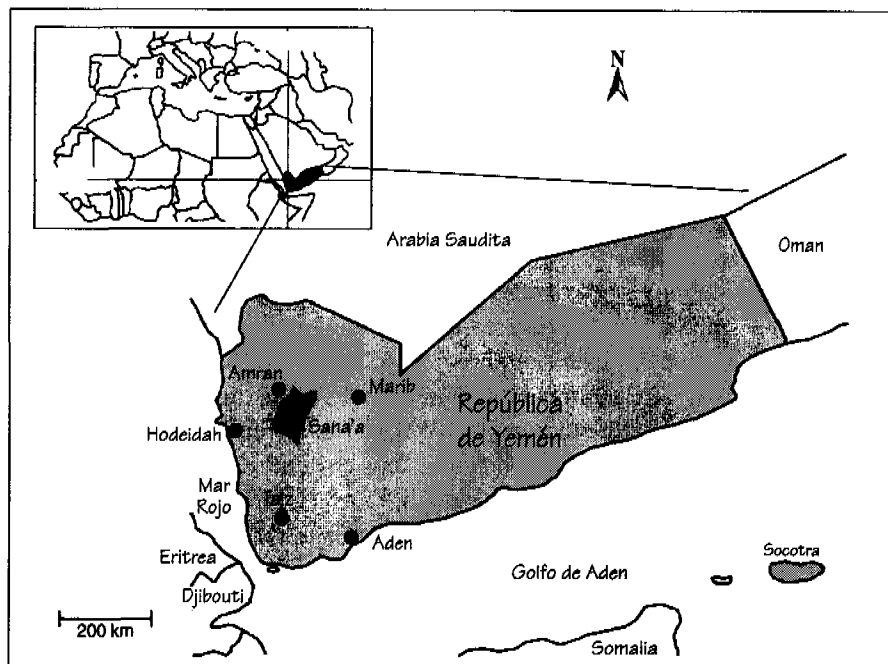 N
Arabia Saudita
Oman
Amran
Marib
Sana'a
República
de Yemén
Hodeidah
Mar
Rojo
Taiz
Aden
Eritrea
Djibouti
Golfo de Aden
Socotra
200 km
Somalia